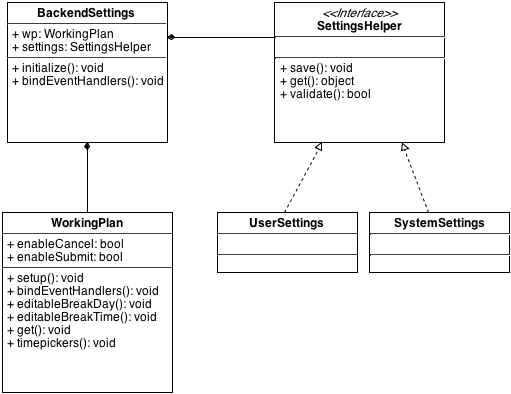 BackendSettings
+ wp: WorkingPlan
+ settings: SettingsHelper
+ initialize(): void
+ bindEventHandlers(): void
<<Interface>>
SettingsHelper
+ save(): void
+ get(): object
+ validate(): bool
WorkingPlan
+ enableCancel: bool
+ enableSubmit: bool
+ setup(): void
+ bindEventHandlers(): void
+ editableBreakDay(): void
+ editableBreakTime(): void
+ get(): void
+ timepickers(): void
UserSettings
SystemSettings